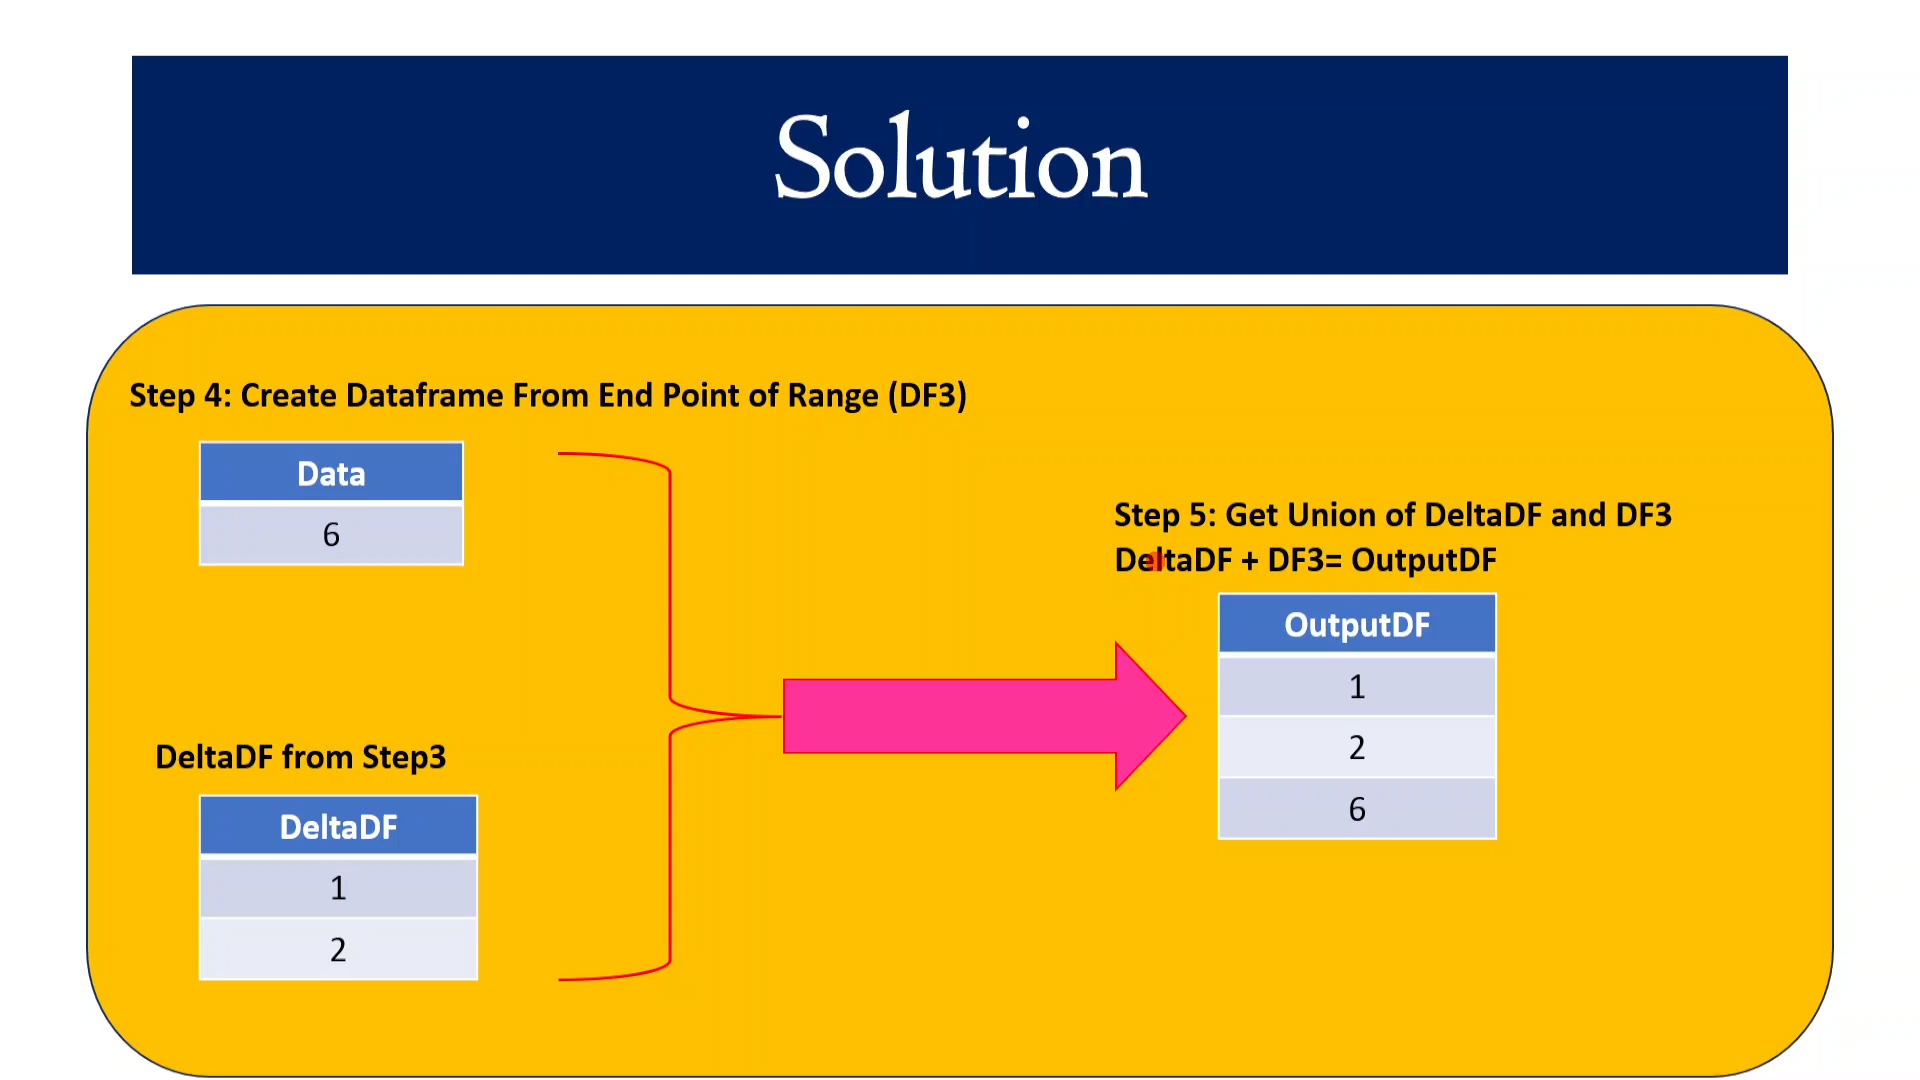 Solution
Step 4: Create Dataframe From End Point of Range (DF3)
Data
6
DeltaDF from Step3
DeltaDF
1
2
Step 5: Get Union of DeltaDF and DF3
DeltaDF + DF3= OutputDF
OutputDF
1
2
6